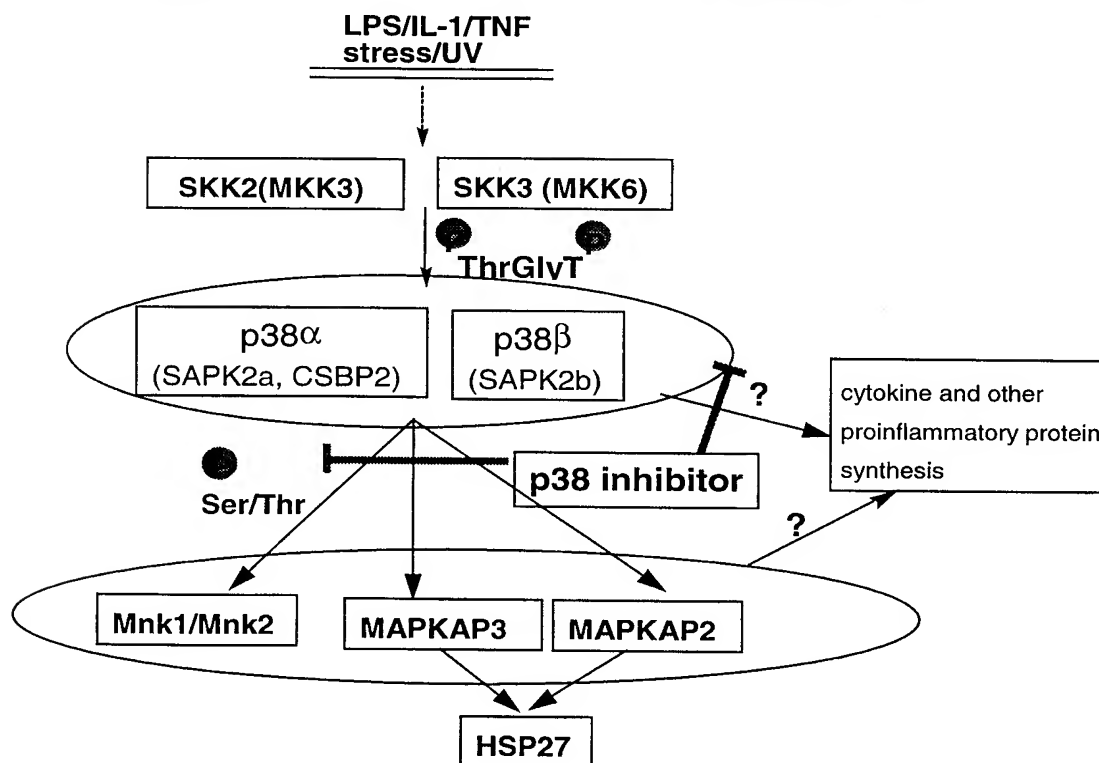 LPS/IL-1/TNF
stress/UV
SKK2(MKK3)
SKK3 (MKK6)
P P
ThrGlyT
p38α
(SAPK2a, CSBP2)
p38β
(SAPK2b)
?
cytokine and other
proinflammatory protein
synthesis
p38 inhibitor
Ser/Thr
?
Mnk1/Mnk2
MAPKAP3
MAPKAP2
HSP27